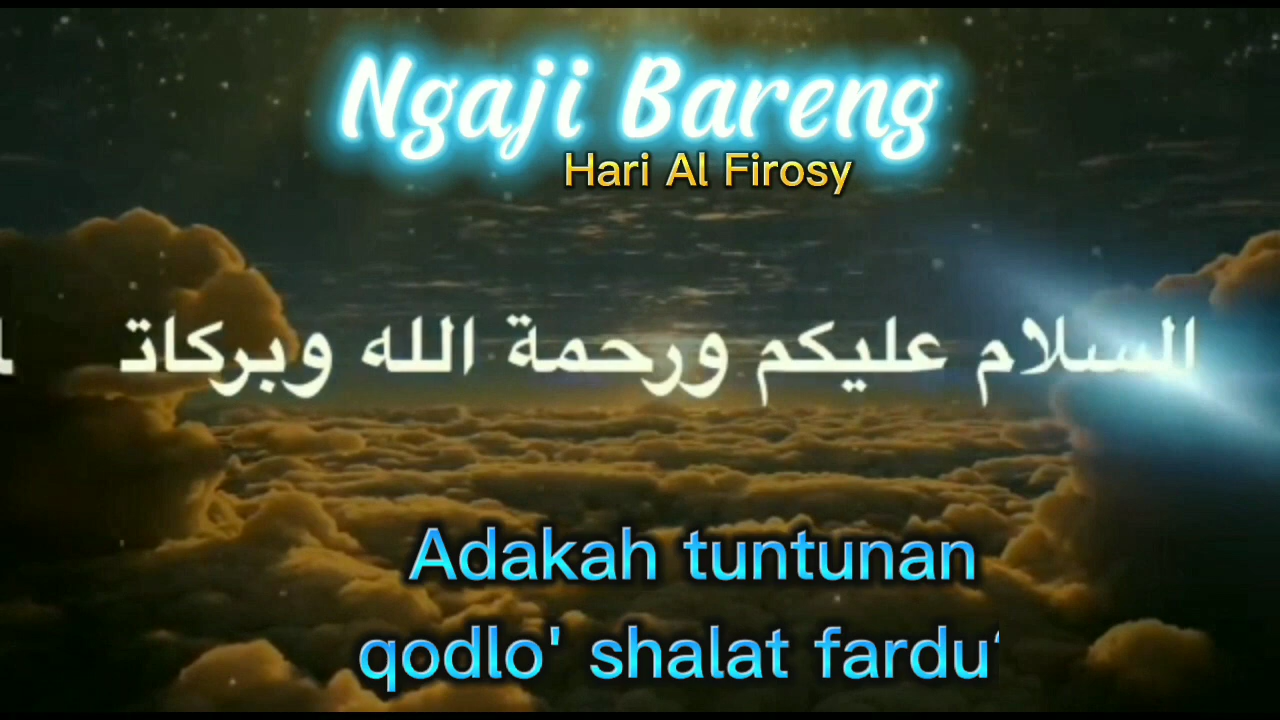 Ngaji Bareng
Hari Al Firosy
السلام عليكم ورحمة الله وبركات
Adakah tuntunan
qodlo' shalat fardu'